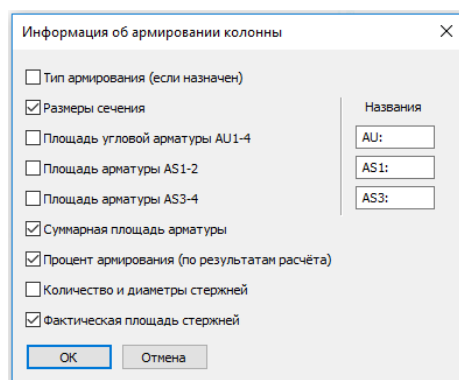 Информация об армировании колонны
Тип армирования (если назначен)
Размеры сечения
Названия
Площадь угловой арматуры AU1-4
AU:
Площадь арматуры AS1-2
AS1:
Площадь арматуры AS3-4
AS3:
Суммарная площадь арматуры
Процент армирования (по результатам расчёта)
Количество и диаметры стержней
Фактическая площадь стержней
OK
Отмена